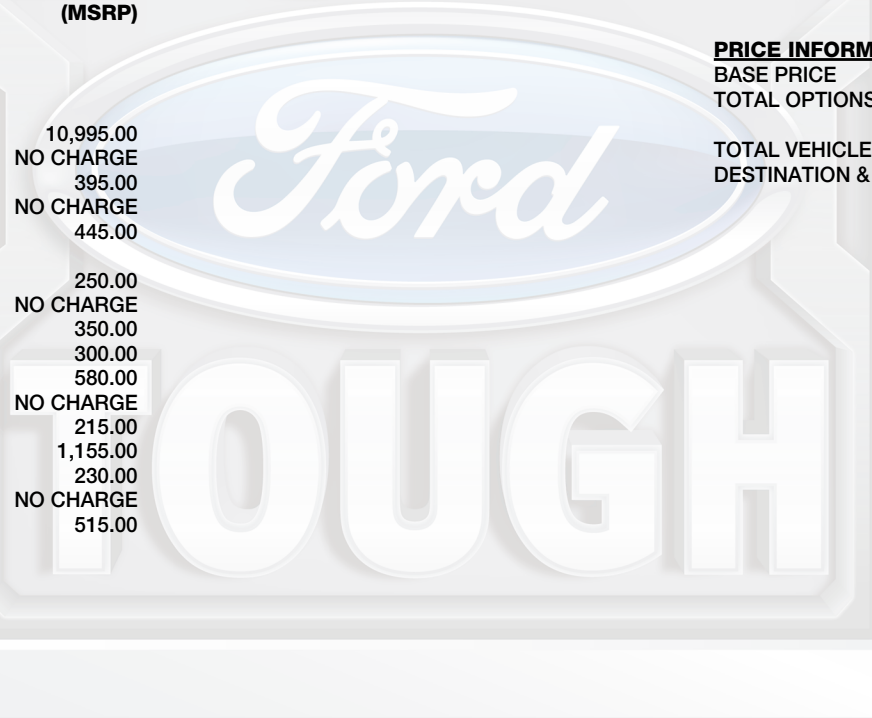 (MSRP)
10,995.00
NO CHARGE
395.00
NO CHARGE
445.00
250.00
NO CHARGE
350.00
300.00
580.00
NO CHARGE
215.00
1,155.00
230.00
NO CHARGE
515.00
PRICE INFORM
BASE PRICE
TOTAL OPTIONS
TOTAL VEHICLE
DESTINATION &
Ford
TOUGH